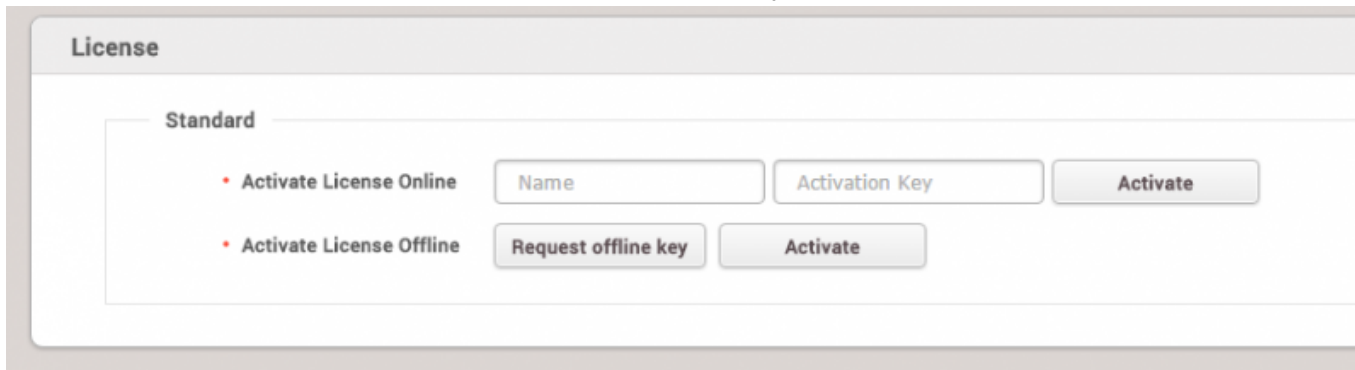 License
Standard
• Activate License Online Name Activation Key Activate
• Activate License Offline Request offline key Activate